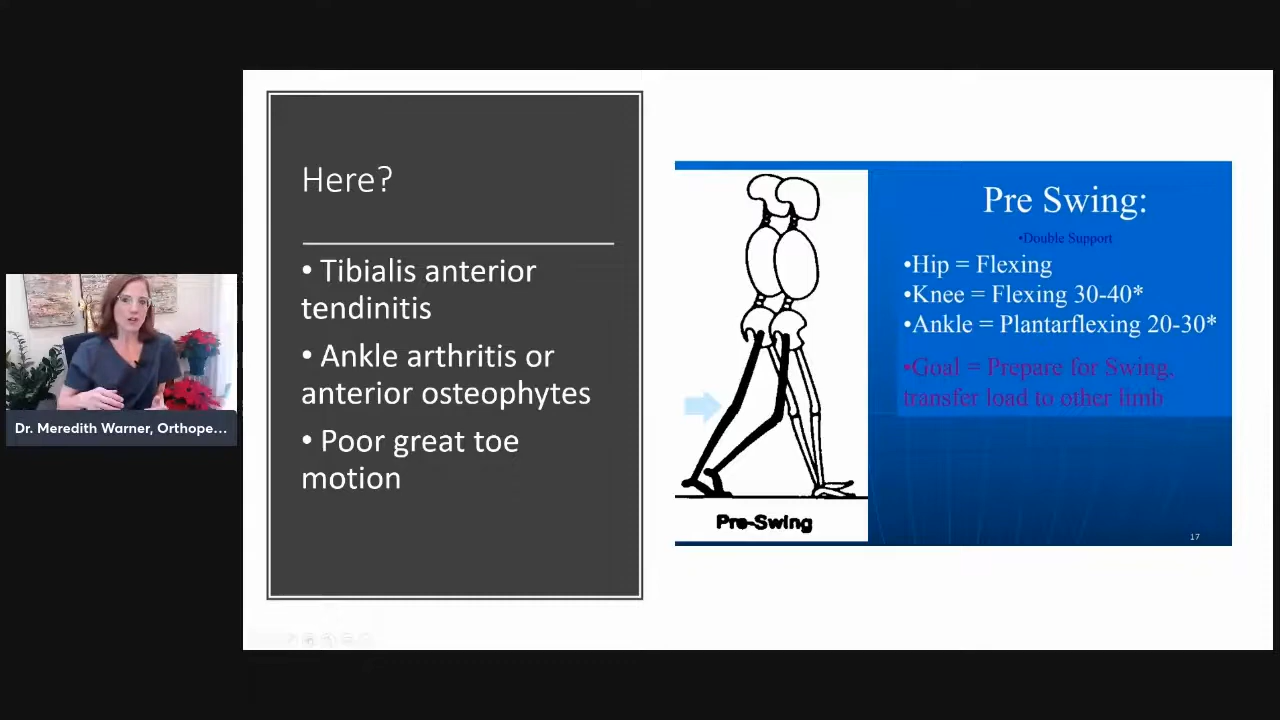 Here?
• Tibialis anterior
tendinitis
• Ankle arthritis or
anterior osteophytes
• Poor great toe
motion
Pre Swing:
•Double Support
•Hip = Flexing
•Knee = Flexing 30-40*
•Ankle = Plantarflexing 20-30*
•Goal = Prepare for Swing,
transfer load to other limb
Pre-Swing
17
Dr. Meredith Warner, Orthope...